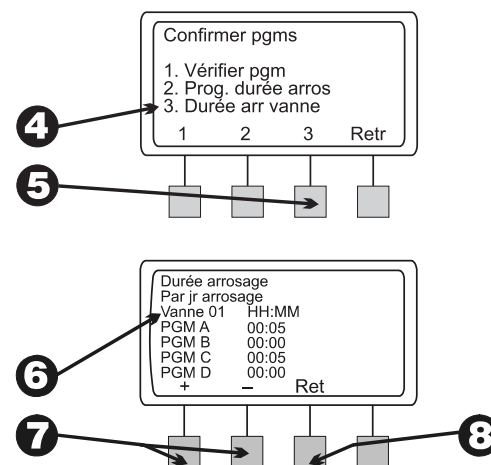 Confirmer pgms
1. Vérifier pgm
2. Prog. durée arros
3. Durée arr vanne
1 2 3 Retr
4
5
Durée arrosage
Par jr arrosage
Vanne 01 HH:MM
PGM A 00:05
PGM B 00:00
PGM C 00:05
PGM D 00:00
+ – Ret
6
7
8